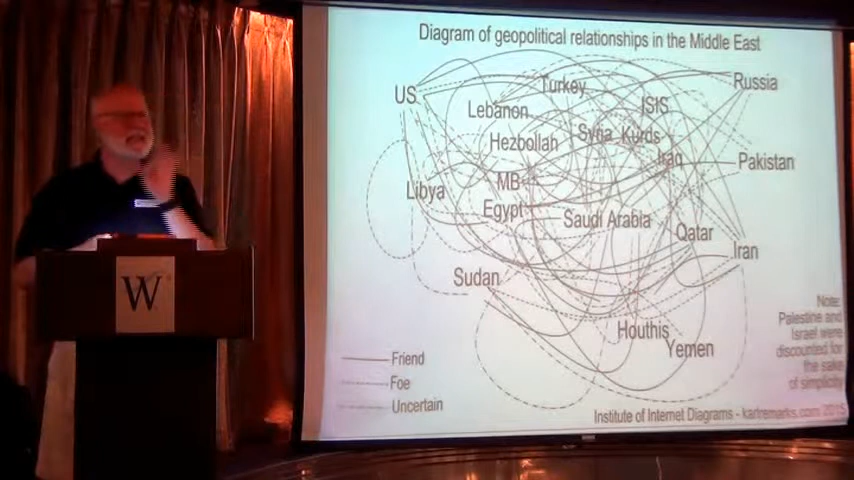 Diagram of geopolitical relationships in the Middle East
US
Turkey
Russia
Lebanon
ISIS
Hezbollah
Syria
Kurds
Iraq
Pakistan
MB
Libya
Egypt
Saudi Arabia
Qatar
Iran
Sudan
Houthis
Yemen
Note:
Palestine and
Israel were
discounted for
the sake
of simplicity
Friend
Foe
Uncertain
Institute of Internet Diagrams - karlremarks.com 2015
W